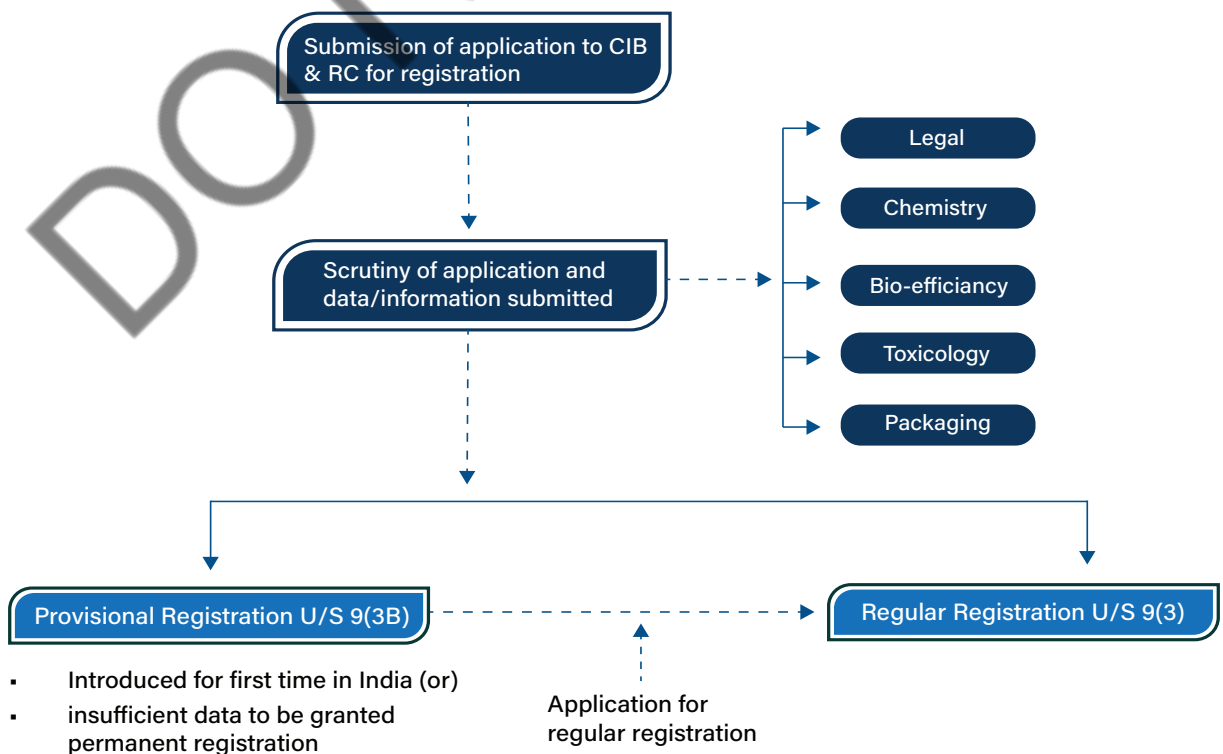 Submission of application to CIB
& RC for registration
Legal
Chemistry
Scrutiny of application and
data/information submitted
Bio-efficiancy
Toxicology
Packaging
Provisional Registration U/S 9(3B)
Regular Registration U/S 9(3)
▪ Introduced for first time in India (or)
▪ insufficient data to be granted
permanent registration
Application for
regular registration
DO